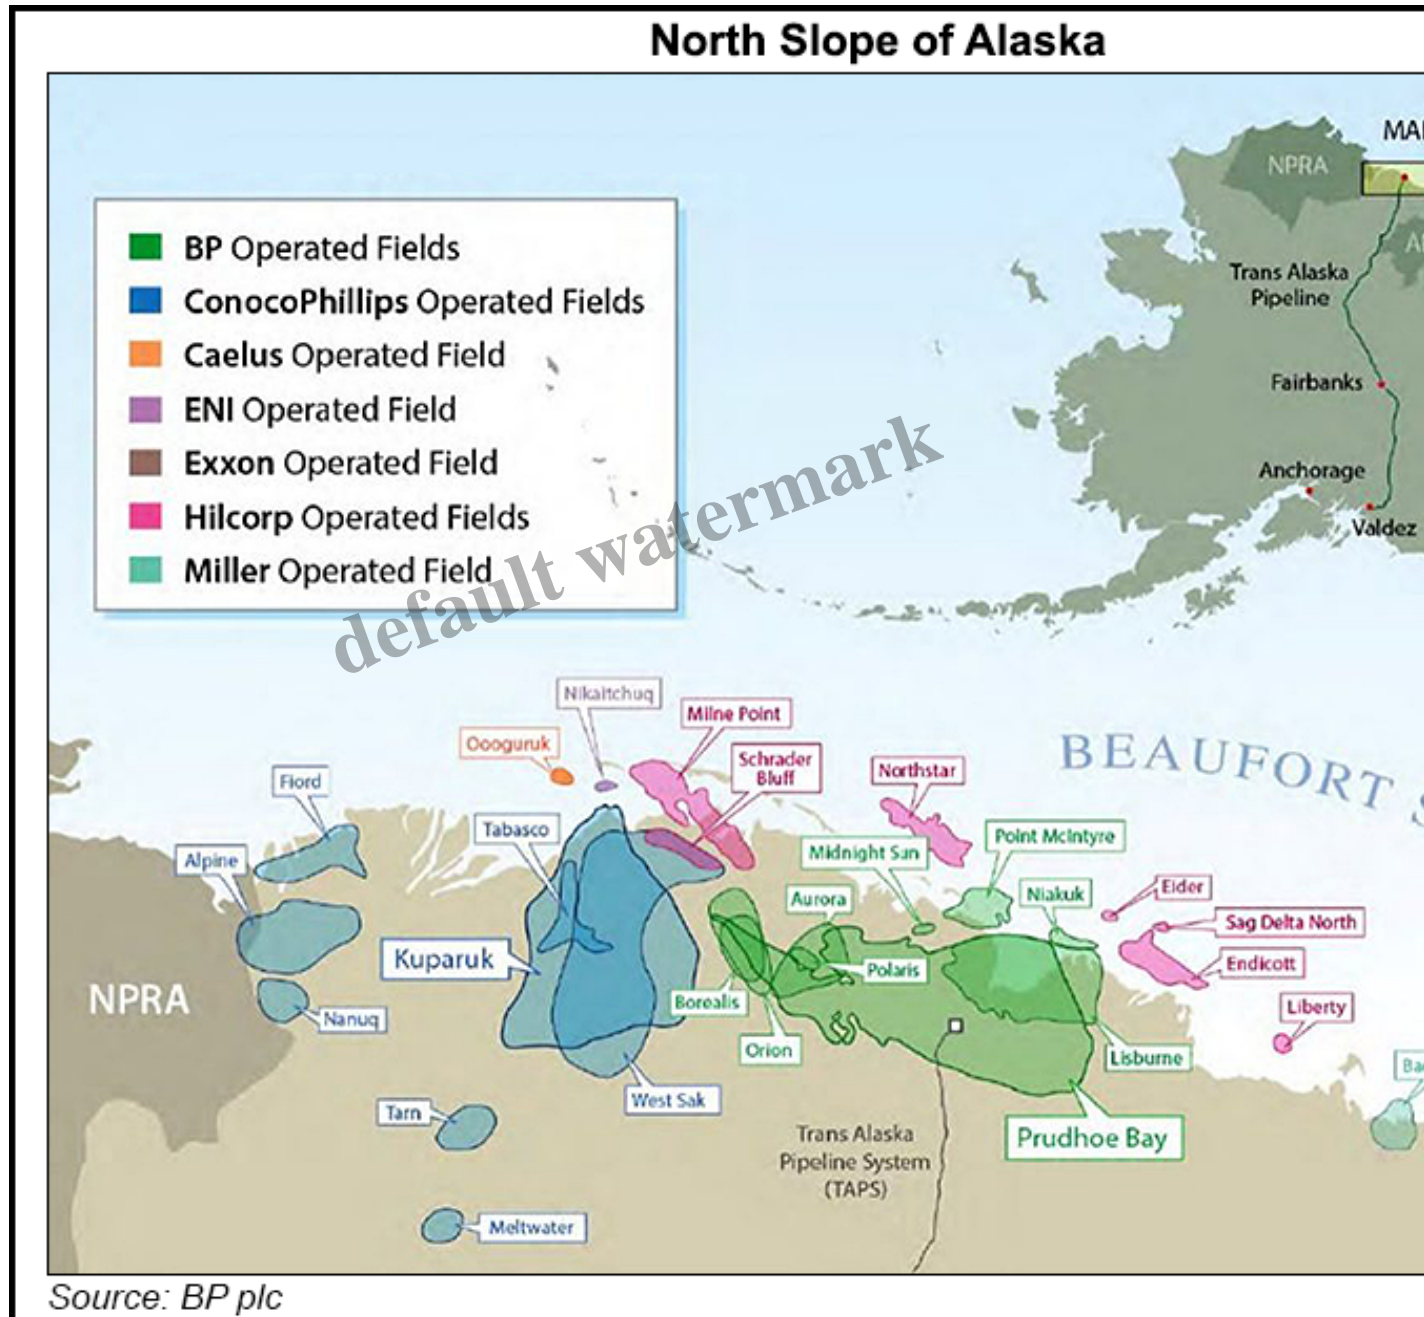 North Slope of Alaska
MA
NPRA
BP Operated Fields
ConocoPhillips Operated Fields
Caelus Operated Field
ENI Operated Field
Exxon Operated Field
Hilcorp Operated Fields
Miller Operated Field
Trans Alaska
Pipeline
Fairbanks
Anchorage
Valdez
default watermark
Nikaitchuq
Milne Point
Oooguruk
Schrader
Bluff
Northstar
BEAUFORT S
Fiord
Tabasco
Point McIntyre
Midnight Sun
Alpine
Eider
Niakuk
Aurora
Sag Delta North
Kuparuk
Polaris
Endicott
NPRA
Borealis
Liberty
Nanuq
Orion
Lisburne
Ba
West Sak
Tarn
Prudhoe Bay
Trans Alaska
Pipeline System
(TAPS)
Meltwater
Source: BP plc